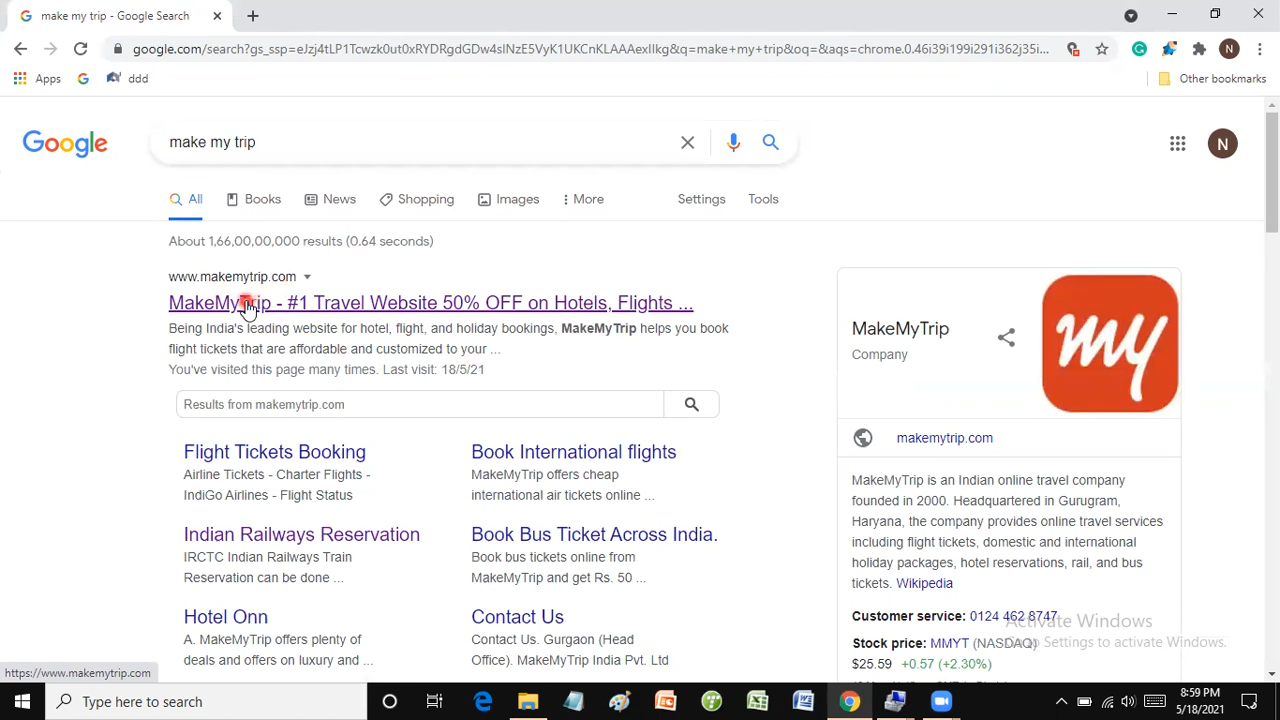 make my trip - Google Search
google.com/search?gs_ssp=eJzj4tLP1Tcwzk0ut0xRYDRgdGDw4slNzE5VyK1UKCnKLAAAexIlkg&q=make+my+trip&oq=&aqs=chrome.0.46i39i199i291i362j35i...
N
Apps
ddd
Other bookmarks
Google
make my trip
N
All
Books
News
Shopping
Images
More
Settings
Tools
About 1,66,00,00,000 results (0.64 seconds)
www.makemytrip.com
MakeMyTrip - #1 Travel Website 50% OFF on Hotels, Flights ...
Being India's leading website for hotel, flight, and holiday bookings, MakeMyTrip helps you book
flight tickets that are affordable and customized to your ...
You've visited this page many times. Last visit: 18/5/21
Results from makemytrip.com
Flight Tickets Booking
Airline Tickets - Charter Flights -
IndiGo Airlines - Flight Status
Book International flights
MakeMyTrip offers cheap
international air tickets online ...
Indian Railways Reservation
IRCTC Indian Railways Train
Reservation can be done ...
Book Bus Ticket Across India.
Book bus tickets online from
MakeMyTrip and get Rs. 50 ...
Hotel Onn
A. MakeMyTrip offers plenty of
deals and offers on luxury and ...
Contact Us
Contact Us. Gurgaon (Head
Office). MakeMyTrip India Pvt. Ltd
MakeMyTrip
Company
my
makemytrip.com
MakeMyTrip is an Indian online travel company
founded in 2000. Headquartered in Gurugram,
Haryana, the company provides online travel services
including flight tickets, domestic and international
holiday packages, hotel reservations, rail, and bus
tickets. Wikipedia
Customer service: 0124 462 8747
Stock price: MMYT (NASDAQ)
$25.59 +0.57 (+2.30%)
Activate Windows
Go to Settings to activate Windows.
https://www.makemytrip.com
Type here to search
8:59 PM
5/18/2021